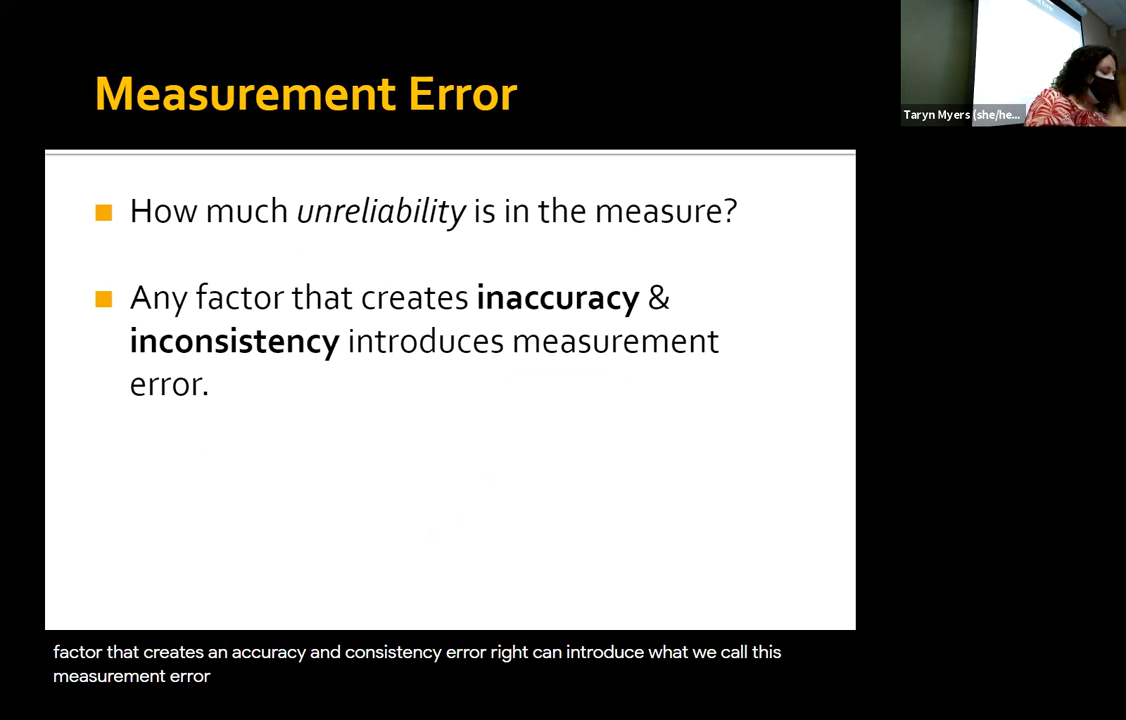 Measurement Error
Taryn Myers (she/he...
How much unreliability is in the measure?
Any factor that creates inaccuracy &
inconsistency introduces measurement
error.
factor that creates an accuracy and consistency error right can introduce what we call this
measurement error